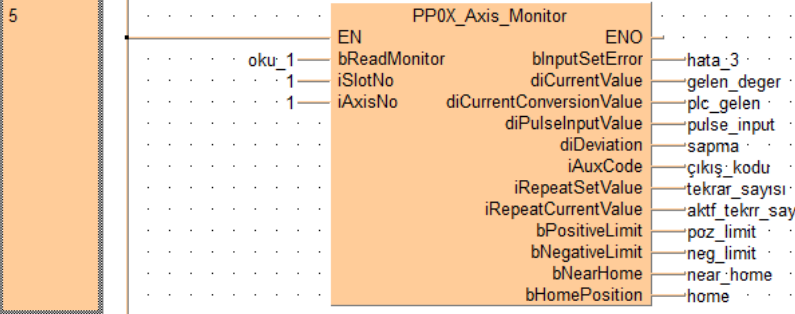 5
PP0X_Axis_Monitor
EN ENO
oku_1 bReadMonitor bInputSetError hata_3
1 iSlotNo diCurrentValue gelen_deger
1 iAxisNo diCurrentConversionValue plc_gelen
diPulseInputValue pulse_input
diDeviation sapma
iAuxCode çıkış_kodu
iRepeatSetValue tekrar_sayısı
iRepeatCurrentValue aktf_tekrr_say
bPositiveLimit poz_limit
bNegativeLimit neg_limit
bNearHome near_home
bHomePosition home